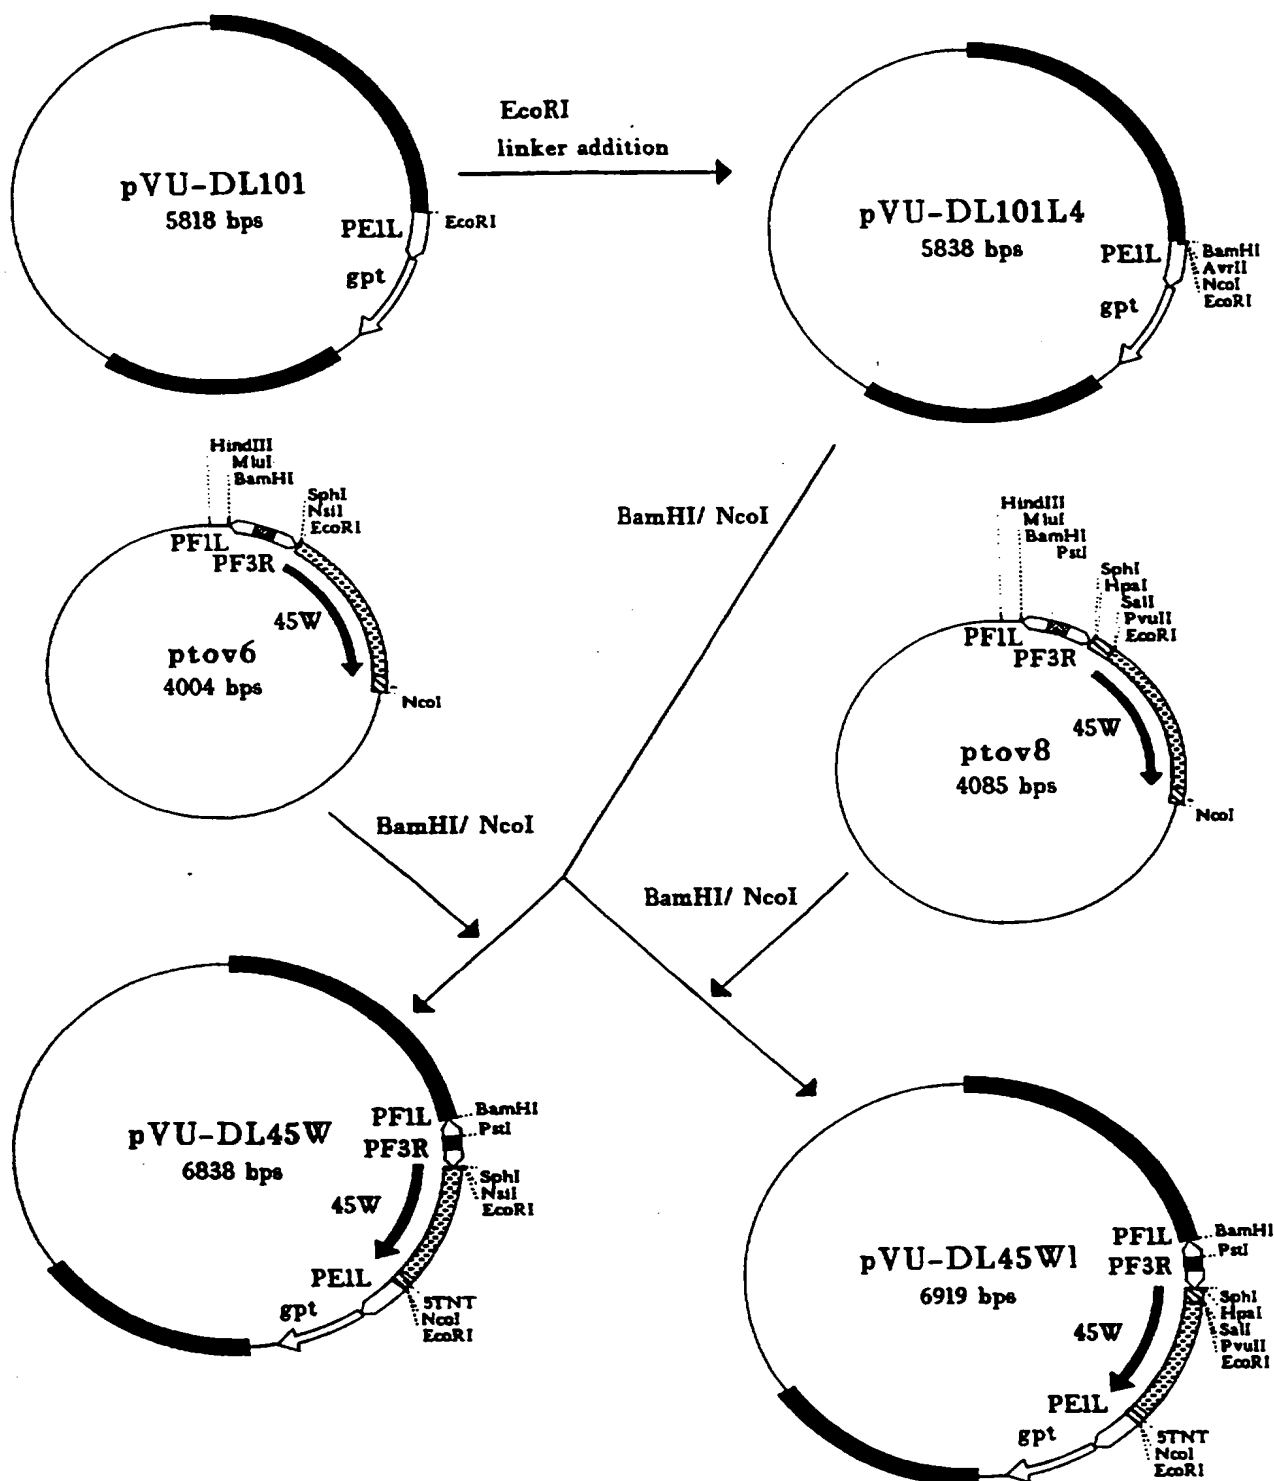 EcoRI
linker addition
pVU-DL101
5818 bps
PE1L
EcoRI
gpt
pVU-DL101L4
5838 bps
PE1L
BamHI
AvrII
NcoI
EcoRI
gpt
HindIII
MluI
BamHI
SphI
NsiI
EcoRI
PF1L
PF3R
45W
ptov6
4004 bps
NcoI
BamHI/ NcoI
HindIII
MluI
BamHI
PstI
SphI
HpaI
SalI
PvuII
EcoRI
PF1L
PF3R
45W
ptov8
4085 bps
NcoI
BamHI/ NcoI
BamHI/ NcoI
PF1L
BamHI
PstI
pVU-DL45W
PF3R
6838 bps
SphI
NsiI
EcoRI
45W
PE1L
gpt
5TNT
NcoI
EcoRI
PF1L
BamHI
PstI
pVU-DL45W1
PF3R
6919 bps
SphI
HpaI
SalI
PvuII
EcoRI
45W
PE1L
gpt
5TNT
NcoI
EcoRI